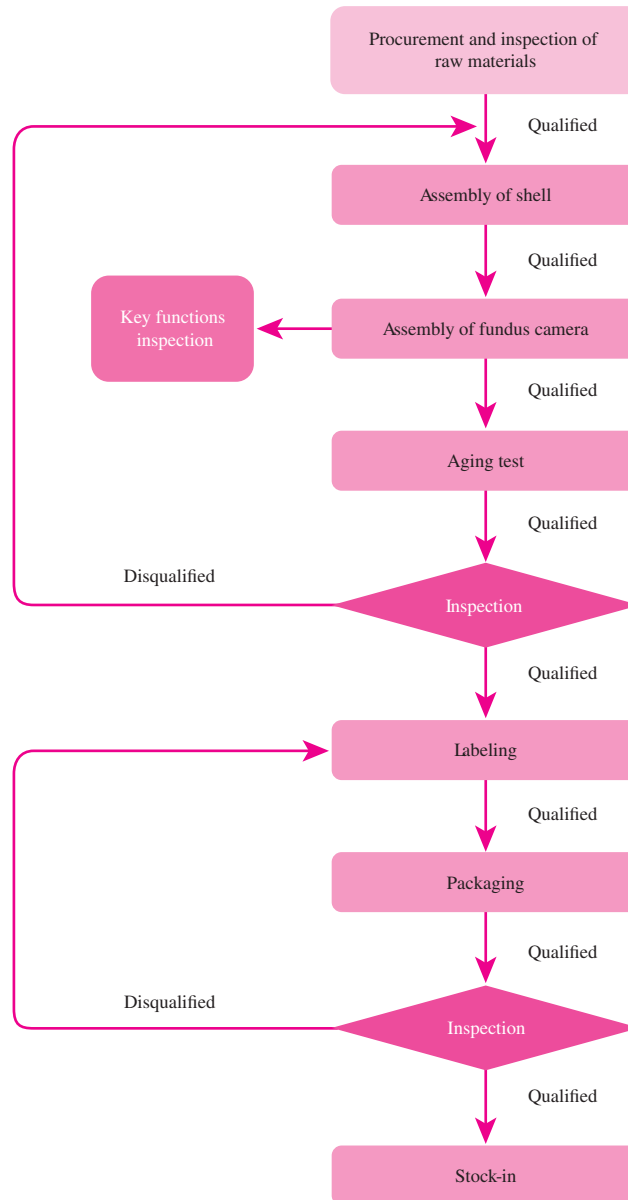 Procurement and inspection of
raw materials
Qualified
Assembly of shell
Qualified
Key functions
inspection
Assembly of fundus camera
Qualified
Aging test
Qualified
Disqualified
Inspection
Qualified
Labeling
Qualified
Packaging
Qualified
Disqualified
Inspection
Qualified
Stock-in